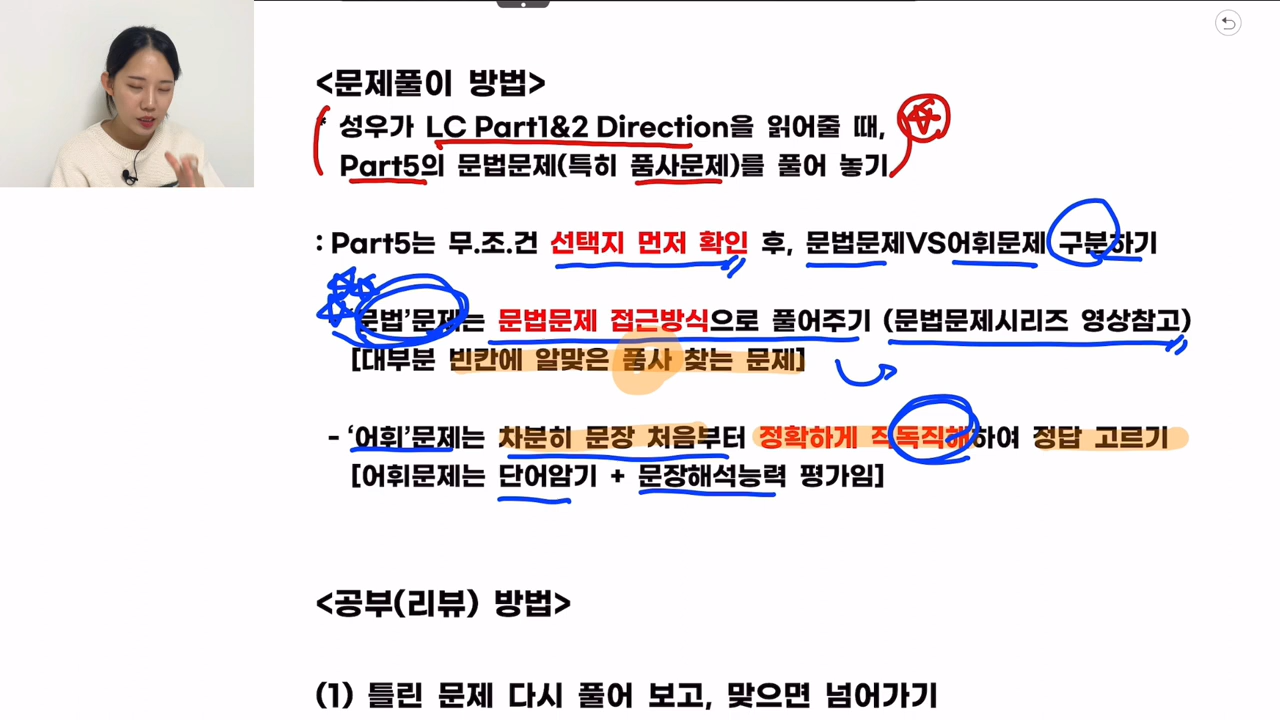 <문제풀이 방법>
* 성우가 LC Part1&2 Direction을 읽어줄 때,
Part5의 문법문제(특히 품사문제)를 풀어 놓기
: Part5는 무.조.건 선택지 먼저 확인 후, 문법문제VS어휘문제 구분하기
- ‘문법’문제는 문법문제 접근방식으로 풀어주기 (문법문제시리즈 영상참고)
[대부분 빈칸에 알맞은 품사 찾는 문제]
- ‘어휘’문제는 차분히 문장 처음부터 정확하게 직독직해하여 정답 고르기
[어휘문제는 단어암기 + 문장해석능력 평가임]
<공부(리뷰) 방법>
(1) 틀린 문제 다시 풀어 보고, 맞으면 넘어가기